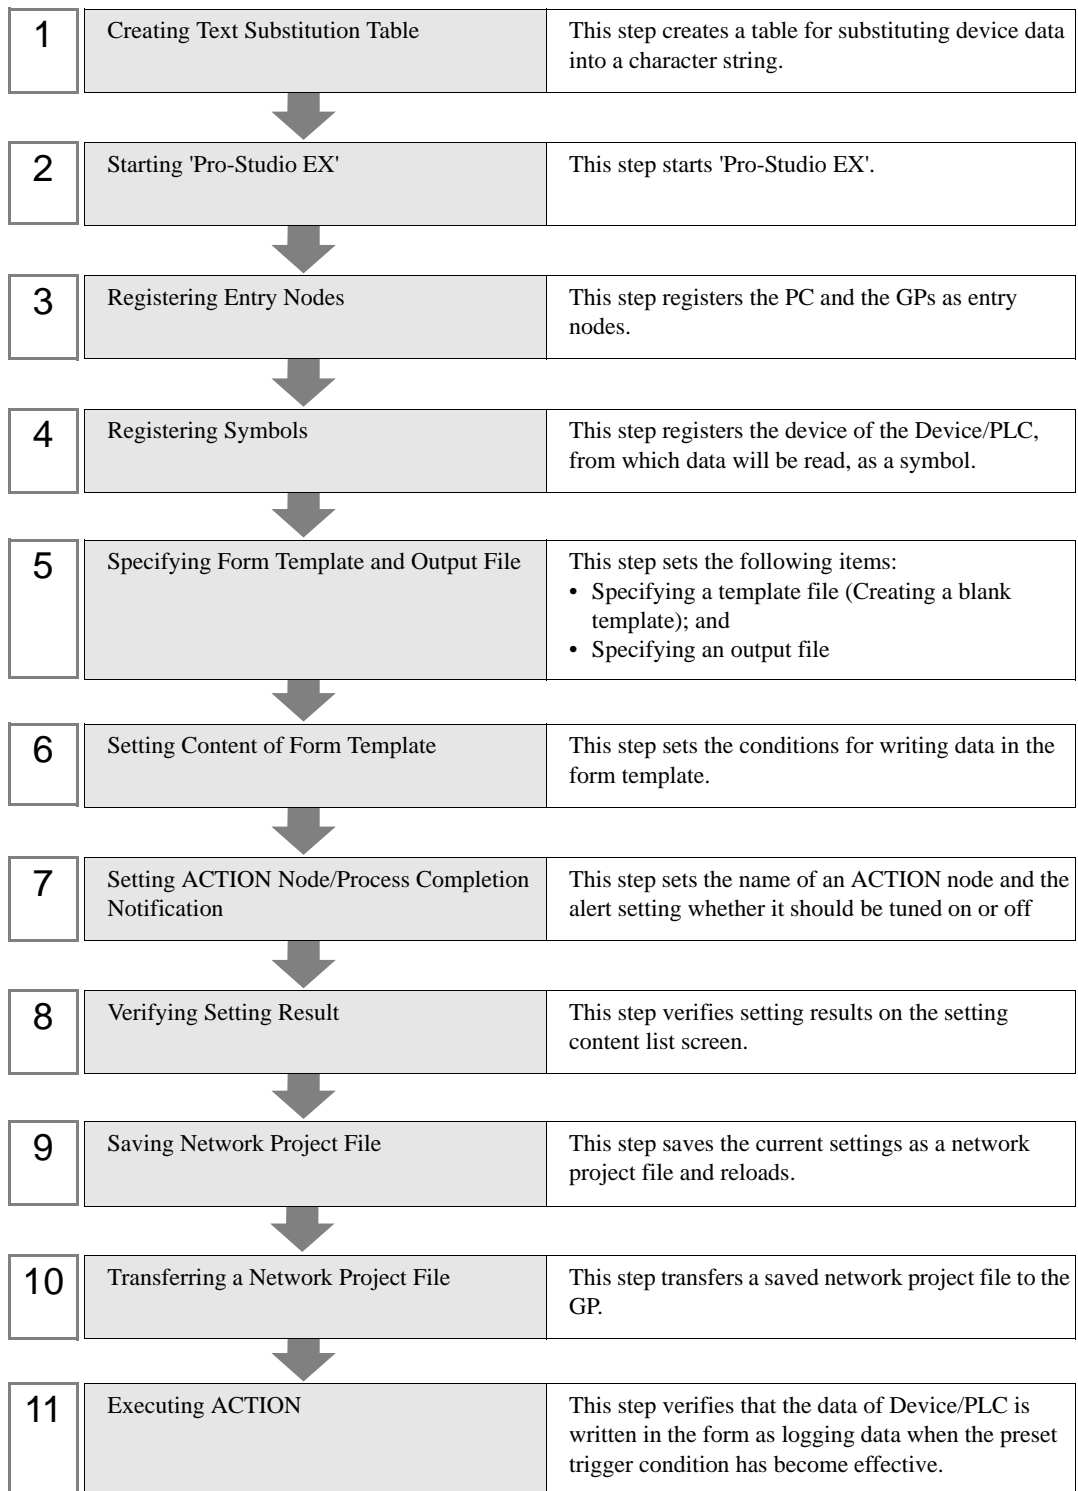 1
Creating Text Substitution Table
This step creates a table for substituting device data
into a character string.
2
Starting 'Pro-Studio EX'
This step starts 'Pro-Studio EX'.
3
Registering Entry Nodes
This step registers the PC and the GPs as entry
nodes.
4
Registering Symbols
This step registers the device of the Device/PLC,
from which data will be read, as a symbol.
5
Specifying Form Template and Output File
This step sets the following items:
• Specifying a template file (Creating a blank
template); and
• Specifying an output file
6
Setting Content of Form Template
This step sets the conditions for writing data in the
form template.
7
Setting ACTION Node/Process Completion
Notification
This step sets the name of an ACTION node and the
alert setting whether it should be tuned on or off
8
Verifying Setting Result
This step verifies setting results on the setting
content list screen.
9
Saving Network Project File
This step saves the current settings as a network
project file and reloads.
10
Transferring a Network Project File
This step transfers a saved network project file to the
GP.
11
Executing ACTION
This step verifies that the data of Device/PLC is
written in the form as logging data when the preset
trigger condition has become effective.